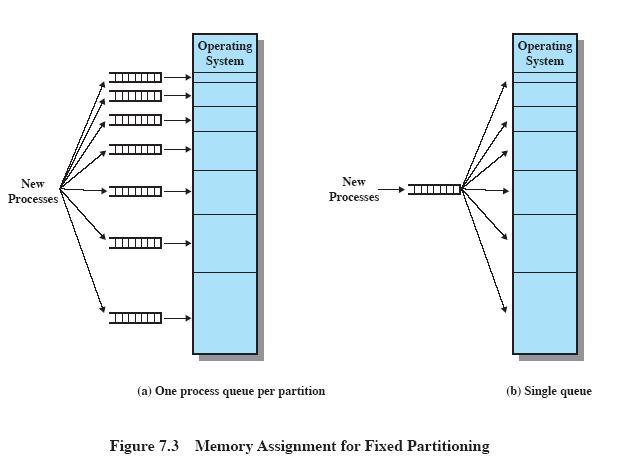 Operating
System
New
Processes
(a) One process queue per partition
Operating
System
New
Processes
(b) Single queue
Figure 7.3 Memory Assignment for Fixed Partitioning